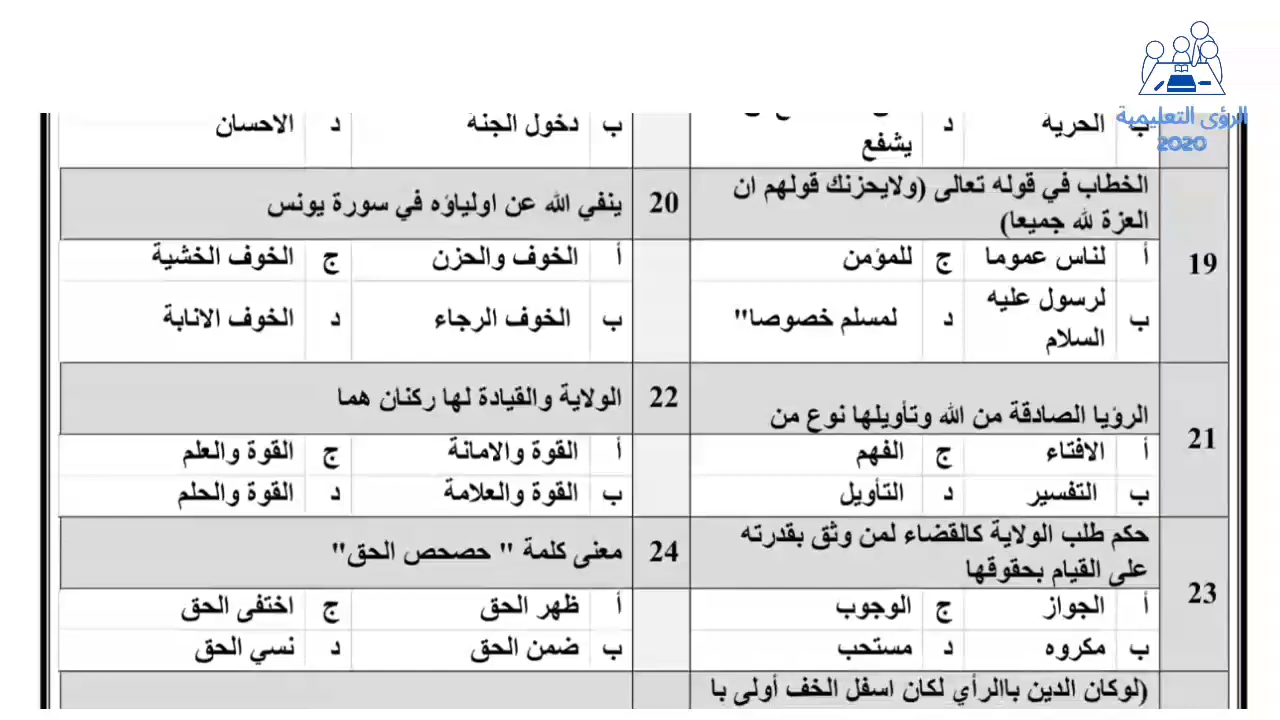 الرؤى التعليمية
2020
ب الحرية د
يشفع
ب دخول الجنة د الاحسان
19
الخطاب في قوله تعالى (ولايحزنك قولهم ان
العزة لله جميعا)
أ لناس عموما ج للمؤمن
ب لرسول عليه السلام د لمسلم خصوصا"
20 ينفي الله عن اولياؤه في سورة يونس
أ الخوف والحزن ج الخوف الخشية
ب الخوف الرجاء د الخوف الانابة
21
الرؤيا الصادقة من الله وتأويلها نوع من
أ الافتاء ج الفهم
ب التفسير د التأويل
22 الولاية والقيادة لها ركنان هما
أ القوة والامانة ج القوة والعلم
ب القوة والعلامة د القوة والحلم
23
حكم طلب الولاية كالقضاء لمن وثق بقدرته
على القيام بحقوقها
أ الجواز ج الوجوب
ب مكروه د مستحب
24 معنى كلمة " حصحص الحق"
أ ظهر الحق ج اختفى الحق
ب ضمن الحق د نسي الحق
(لوكان الدين باالرأي لكان اسفل الخف أولى با